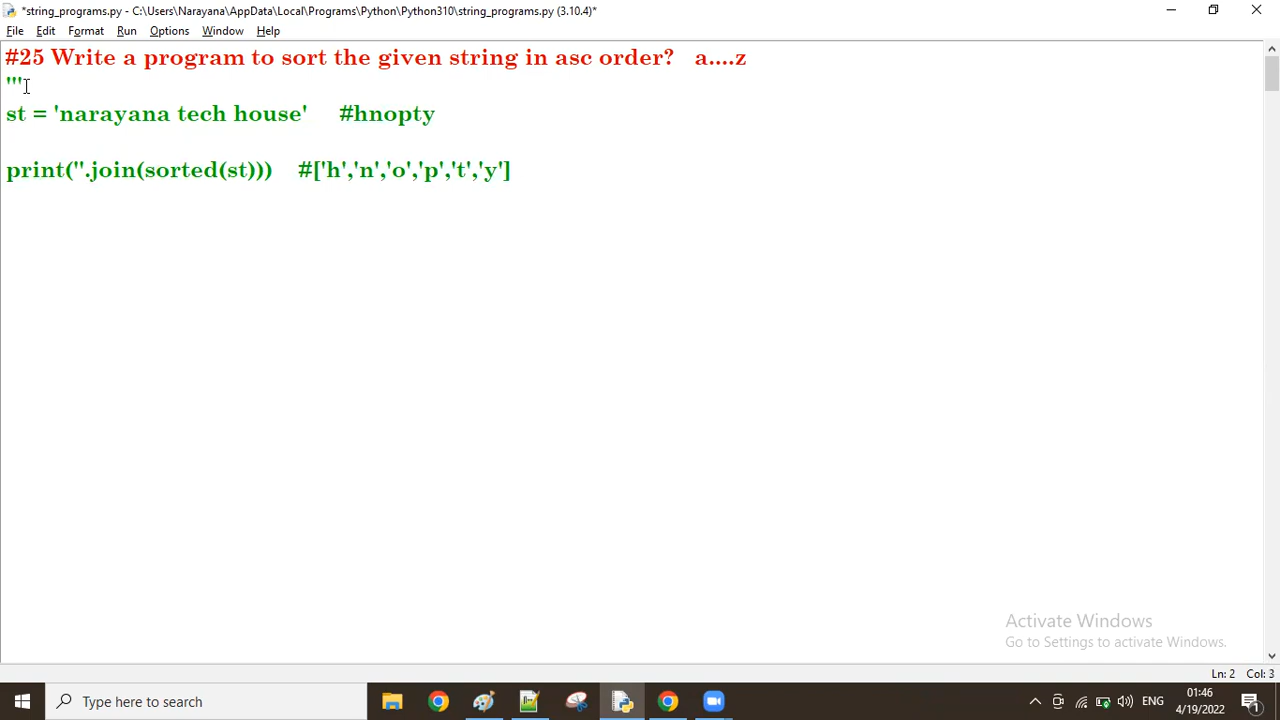 *string_programs.py - C:\Users\Narayana\AppData\Local\Programs\Python\Python310\string_programs.py (3.10.4)*
File Edit Format Run Options Window Help
#25 Write a program to sort the given string in asc order? a....z
'''
st = 'narayana tech house' #hnopty
print(''.join(sorted(st))) #['h','n','o','p','t','y']
Activate Windows
Go to Settings to activate Windows.
Ln: 2 Col: 3
Type here to search
ENG
01:46
4/19/2022
1